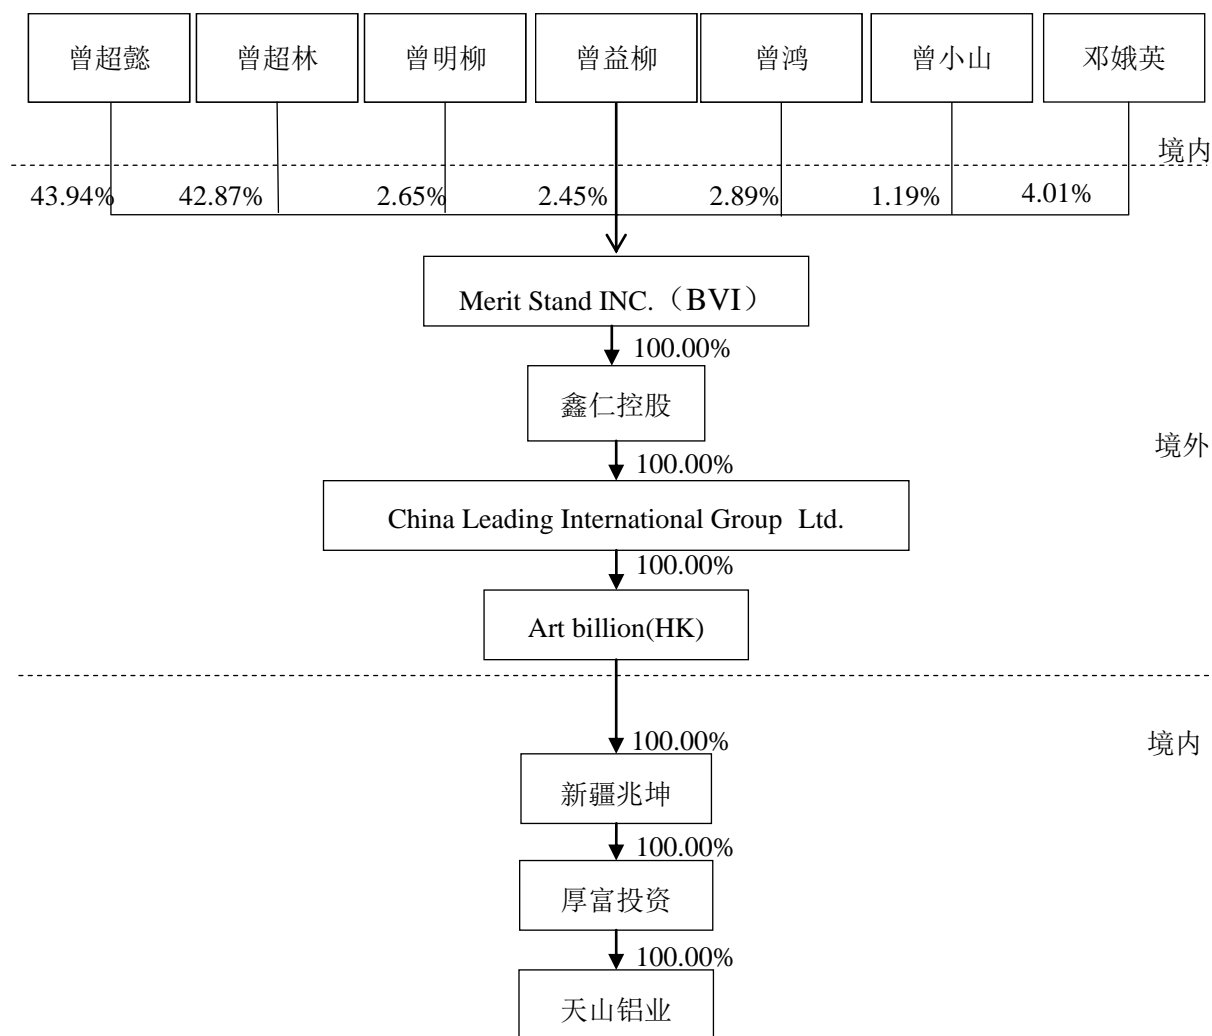 曾超懿 曾超林 曾明柳 曾益柳 曾鸿 曾小山 邓娥英
境内
43.94% 42.87% 2.65% 2.45% 2.89% 1.19% 4.01%
Merit Stand INC.（BVI）
100.00%
鑫仁控股
境外
100.00%
China Leading International Group Ltd.
100.00%
Art billion(HK)
100.00%
境内
新疆兆坤
100.00%
厚富投资
100.00%
天山铝业